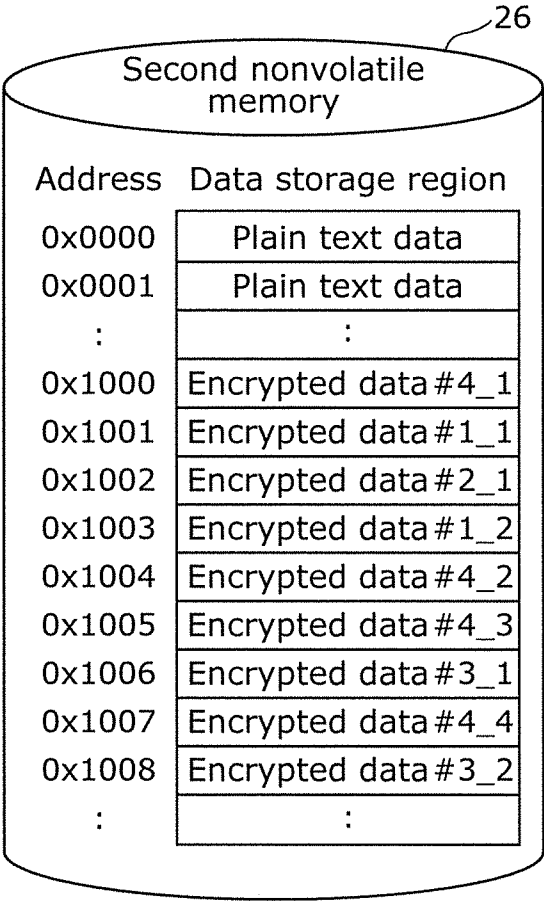 26
Second nonvolatile
memory
Address Data storage region
0x0000 Plain text data
0x0001 Plain text data
: :
0x1000 Encrypted data #4_1
0x1001 Encrypted data #1_1
0x1002 Encrypted data #2_1
0x1003 Encrypted data #1_2
0x1004 Encrypted data #4_2
0x1005 Encrypted data #4_3
0x1006 Encrypted data #3_1
0x1007 Encrypted data #4_4
0x1008 Encrypted data #3_2
: :